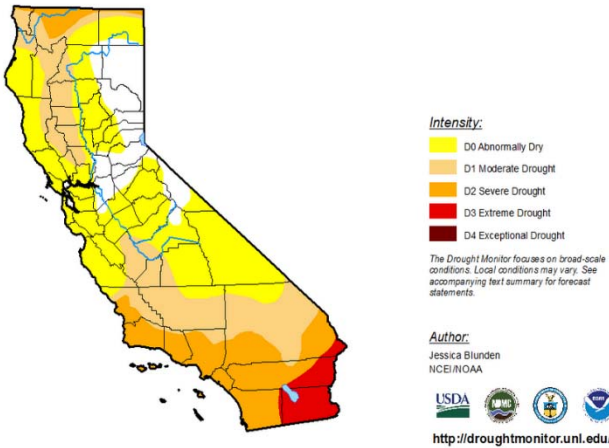 Intensity:
D0 Abnormally Dry
D1 Moderate Drought
D2 Severe Drought
D3 Extreme Drought
D4 Exceptional Drought
The Drought Monitor focuses on broad-scale
conditions. Local conditions may vary. See
accompanying text summary for forecast
statements.
Author:
Jessica Blunden
NCEI/NOAA
USDA
NDMC
http://droughtmonitor.unl.edu